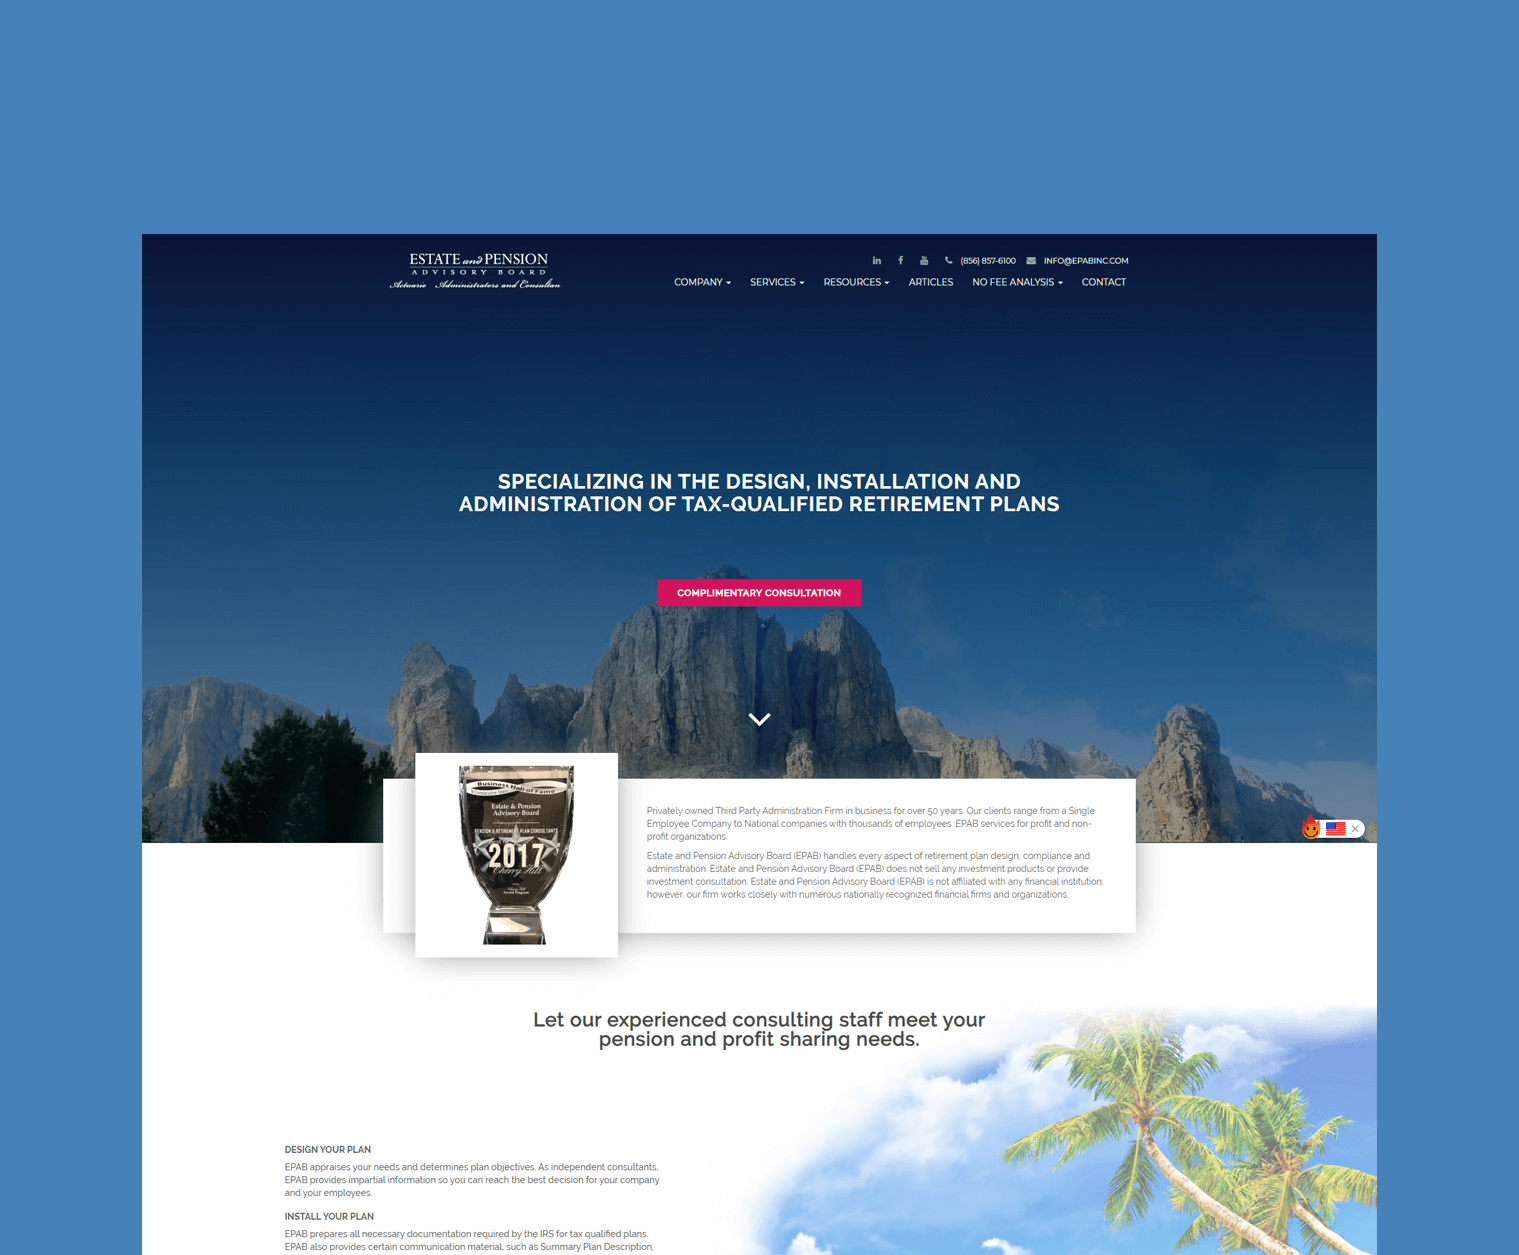 ESTATE and PENSION
ADVISORY BOARD
Actuarie Administrators and Consultan
(856) 857-6100 INFO@EPABINC.COM
COMPANY SERVICES RESOURCES ARTICLES NO FEE ANALYSIS CONTACT
SPECIALIZING IN THE DESIGN, INSTALLATION AND
ADMINISTRATION OF TAX-QUALIFIED RETIREMENT PLANS
COMPLIMENTARY CONSULTATION
Business Hall of Fame
Estate & Pension
Advisory Board
PENSION & RETIREMENT PLAN CONSULTANTS
2017
Cherry Hill
Privately owned Third Party Administration Firm in business for over 50 years. Our clients range from a Single
Employee Company to National companies with thousands of employees. EPAB services for profit and non-
profit organizations.
Estate and Pension Advisory Board (EPAB) handles every aspect of retirement plan design, compliance and
administration. Estate and Pension Advisory Board (EPAB) does not sell any investment products or provide
investment consultation. Estate and Pension Advisory Board (EPAB) is not affiliated with any financial institution;
however, our firm works closely with numerous nationally recognized financial firms and organizations.
Let our experienced consulting staff meet your
pension and profit sharing needs.
DESIGN YOUR PLAN
EPAB appraises your needs and determines plan objectives. As independent consultants,
EPAB provides impartial information so you can reach the best decision for your company
and your employees.
INSTALL YOUR PLAN
EPAB prepares all necessary documentation required by the IRS for tax qualified plans.
EPAB also provides certain communication material, such as Summary Plan Description,